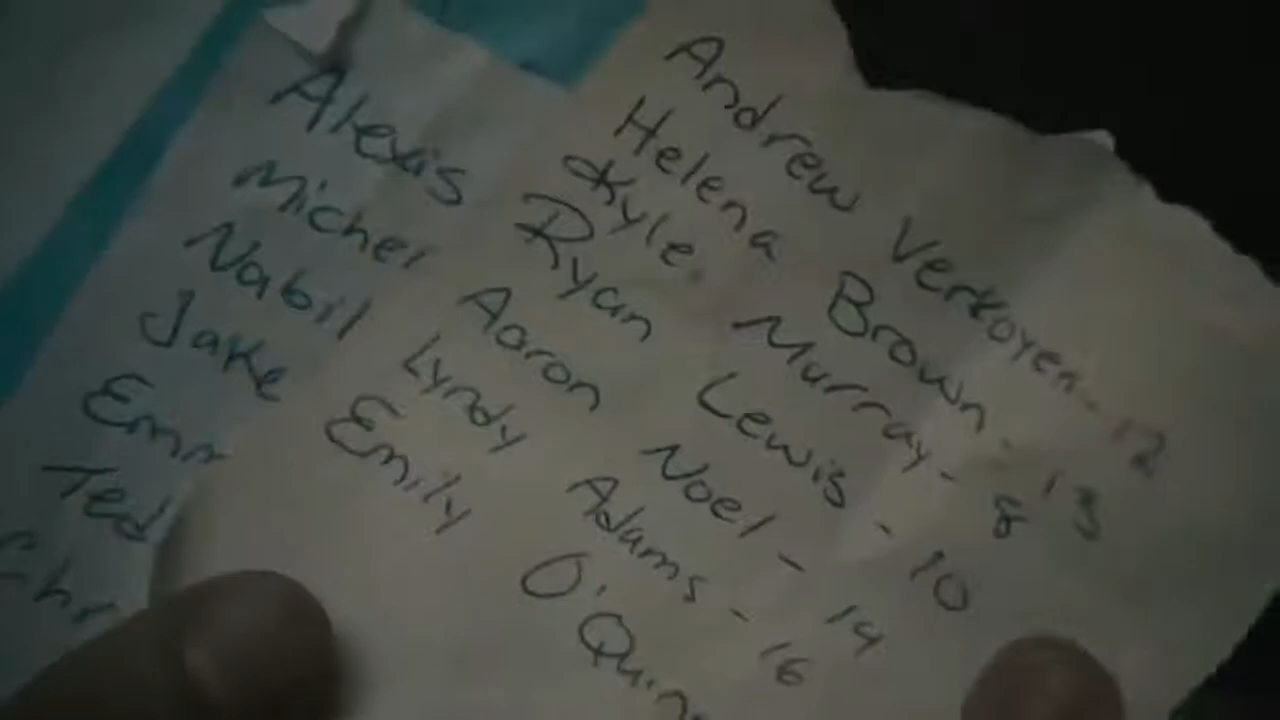 Andrew Verkoyen - 12
Helena Brown - 13
Kyle Murray - 8
Ryan Lewis - 10
Aaron Noel - 14
Lyndy Adams - 16
Emily O'Quinn
Alexis
Michel
Nabil
Jake
Ted
Chr